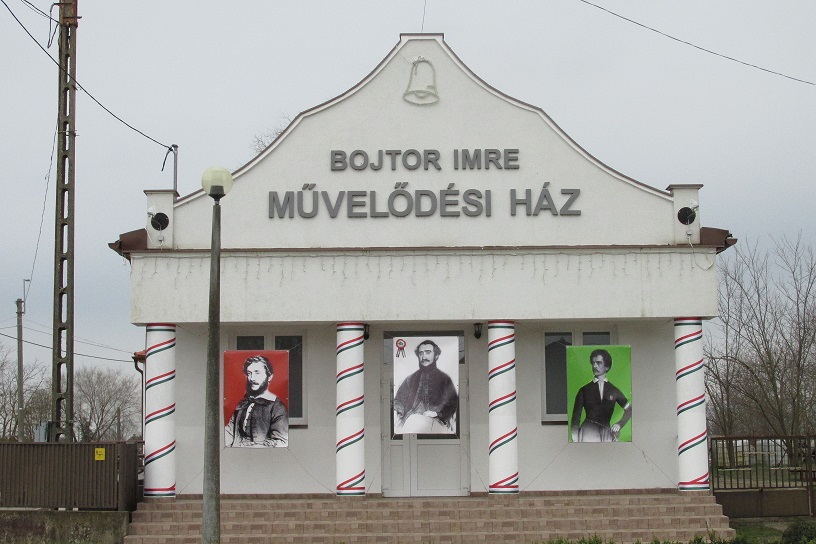 BOJTOR IMRE
MŰVELŐDÉSI HÁZ